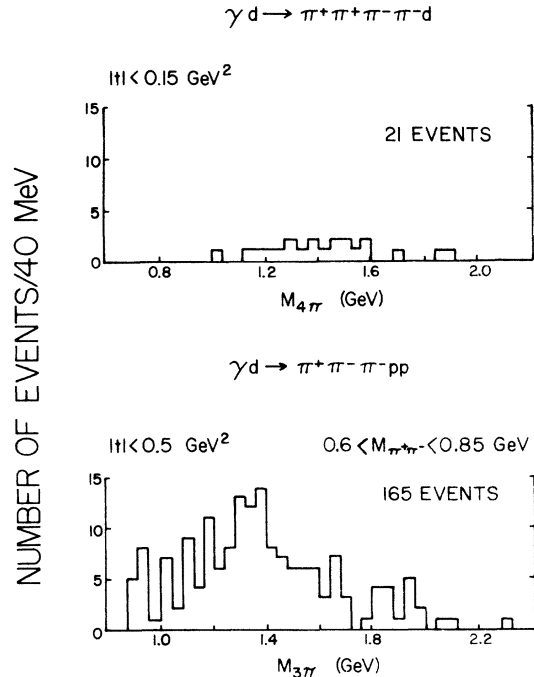 γd → π+π+π-π-d
|t| < 0.15 GeV²
15
21 EVENTS
10
5
0
0.8 1.2 1.6 2.0
M4π (GeV)
NUMBER OF EVENTS/40 MeV
γd → π+π-π-pp
|t| < 0.5 GeV² 0.6 < Mπ+π- < 0.85 GeV
15
165 EVENTS
10
5
0
1.0 1.4 1.8 2.2
M3π (GeV)